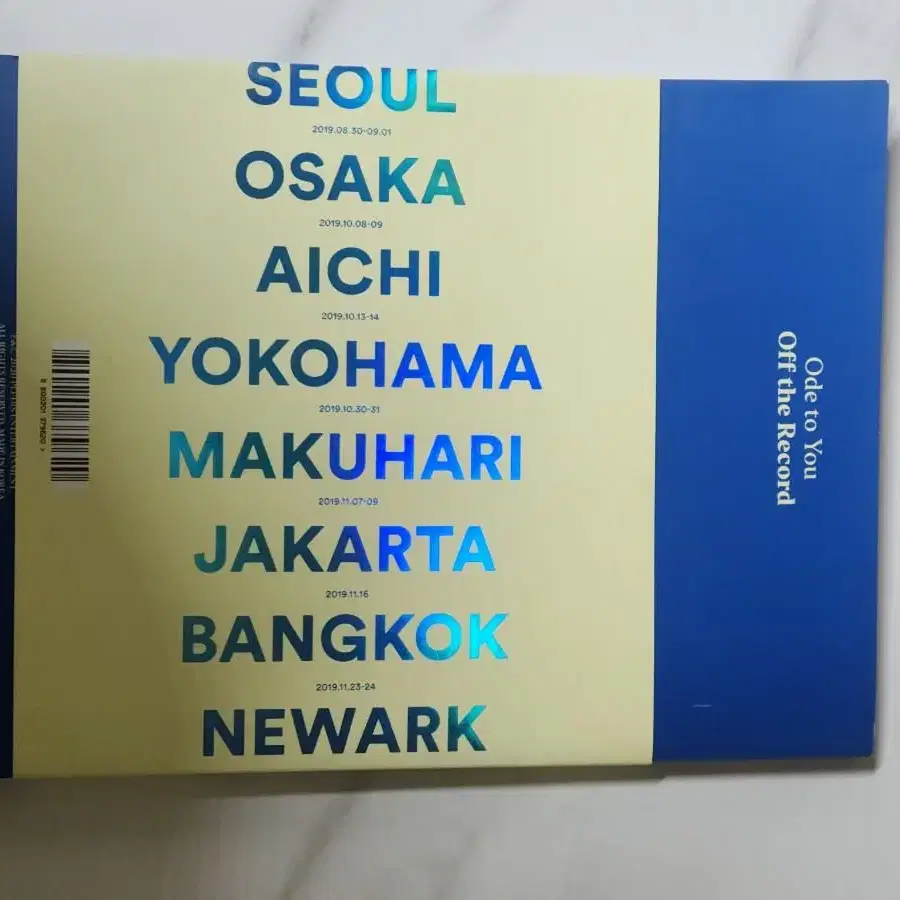 SEOUL
2019.08.30-09.01
OSAKA
2019.10.08-09
AICHI
2019.10.13-14
YOKOHAMA
2019.10.30-31
MAKUHARI
2019.11.07-09
JAKARTA
2019.11.16
BANGKOK
2019.11.23-24
NEWARK
Ode to You
Off the Record